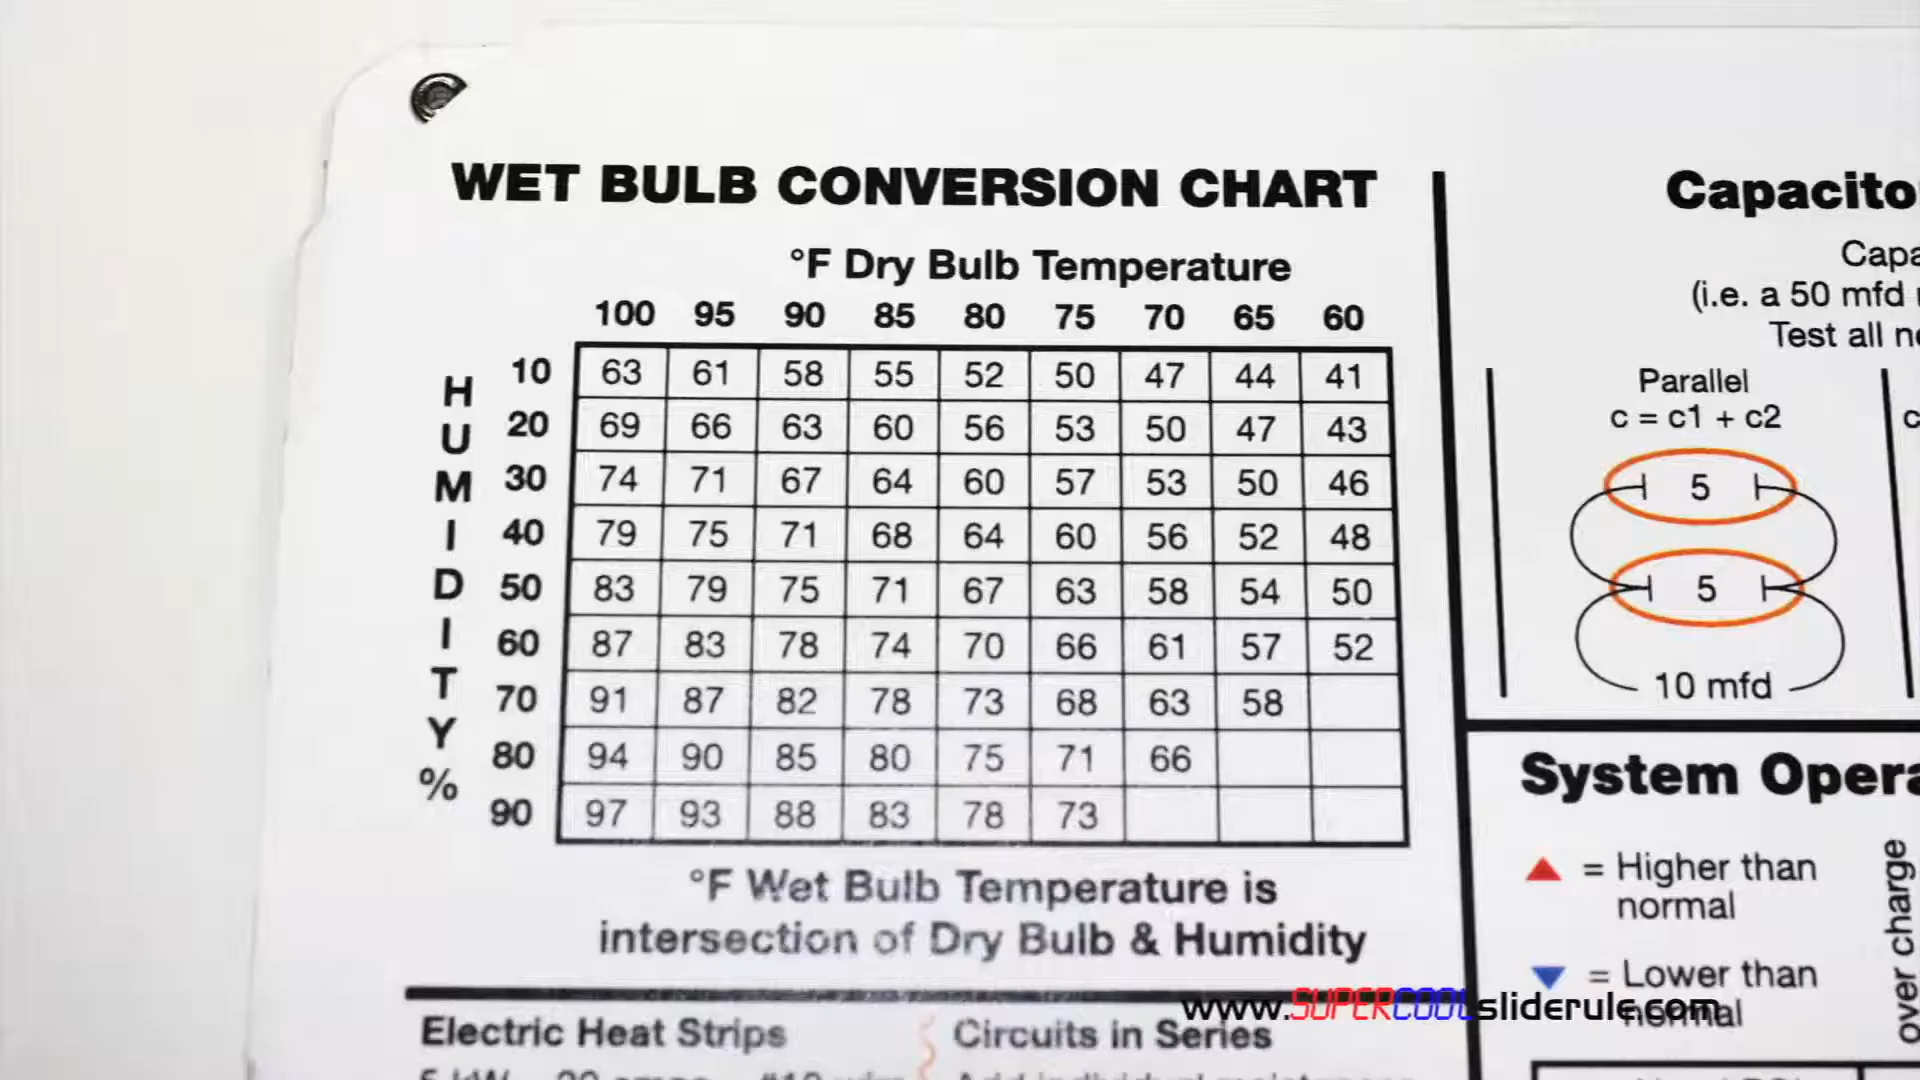 WET BULB CONVERSION CHART
°F Dry Bulb Temperature
100 95 90 85 80 75 70 65 60
HUMIDITY %
10 63 61 58 55 52 50 47 44 41
20 69 66 63 60 56 53 50 47 43
30 74 71 67 64 60 57 53 50 46
40 79 75 71 68 64 60 56 52 48
50 83 79 75 71 67 63 58 54 50
60 87 83 78 74 70 66 61 57 52
70 91 87 82 78 73 68 63 58
80 94 90 85 80 75 71 66
90 97 93 88 83 78 73
°F Wet Bulb Temperature is
intersection of Dry Bulb & Humidity
Electric Heat Strips
Circuits in Series
Capacito
Capa
(i.e. a 50 mfd
Test all
Parallel
c = c1 + c2
c
5
5
10 mfd
System Opera
= Higher than
normal
= Lower than
normal
over charge
www.SUPERCOOLsliderule.com